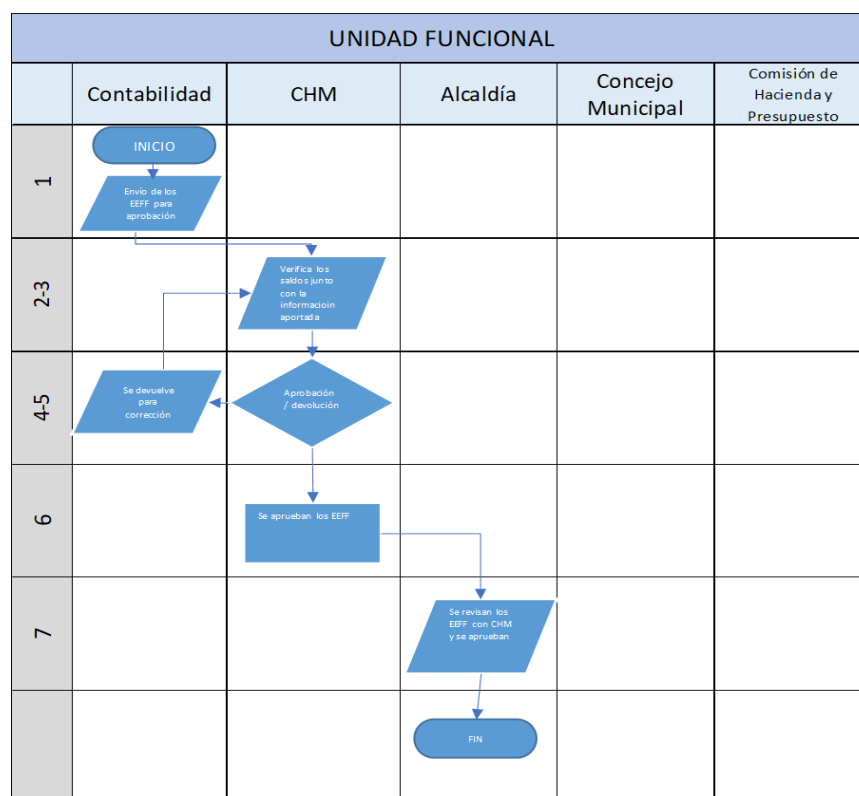 UNIDAD FUNCIONAL
Contabilidad
CHM
Alcaldía
Concejo
Municipal
Comisión de
Hacienda y
Presupuesto
1
INICIO
Envío de los
EEFF para
aprobación
2-3
Verifica los
saldos junto
con la
informacioin
aportada
4-5
Se devuelve
para
corrección
Aprobación
/ devolución
6
Se aprueban los EEFF
7
Se revisan los
EEFF con CHM
y se aprueban
FIN